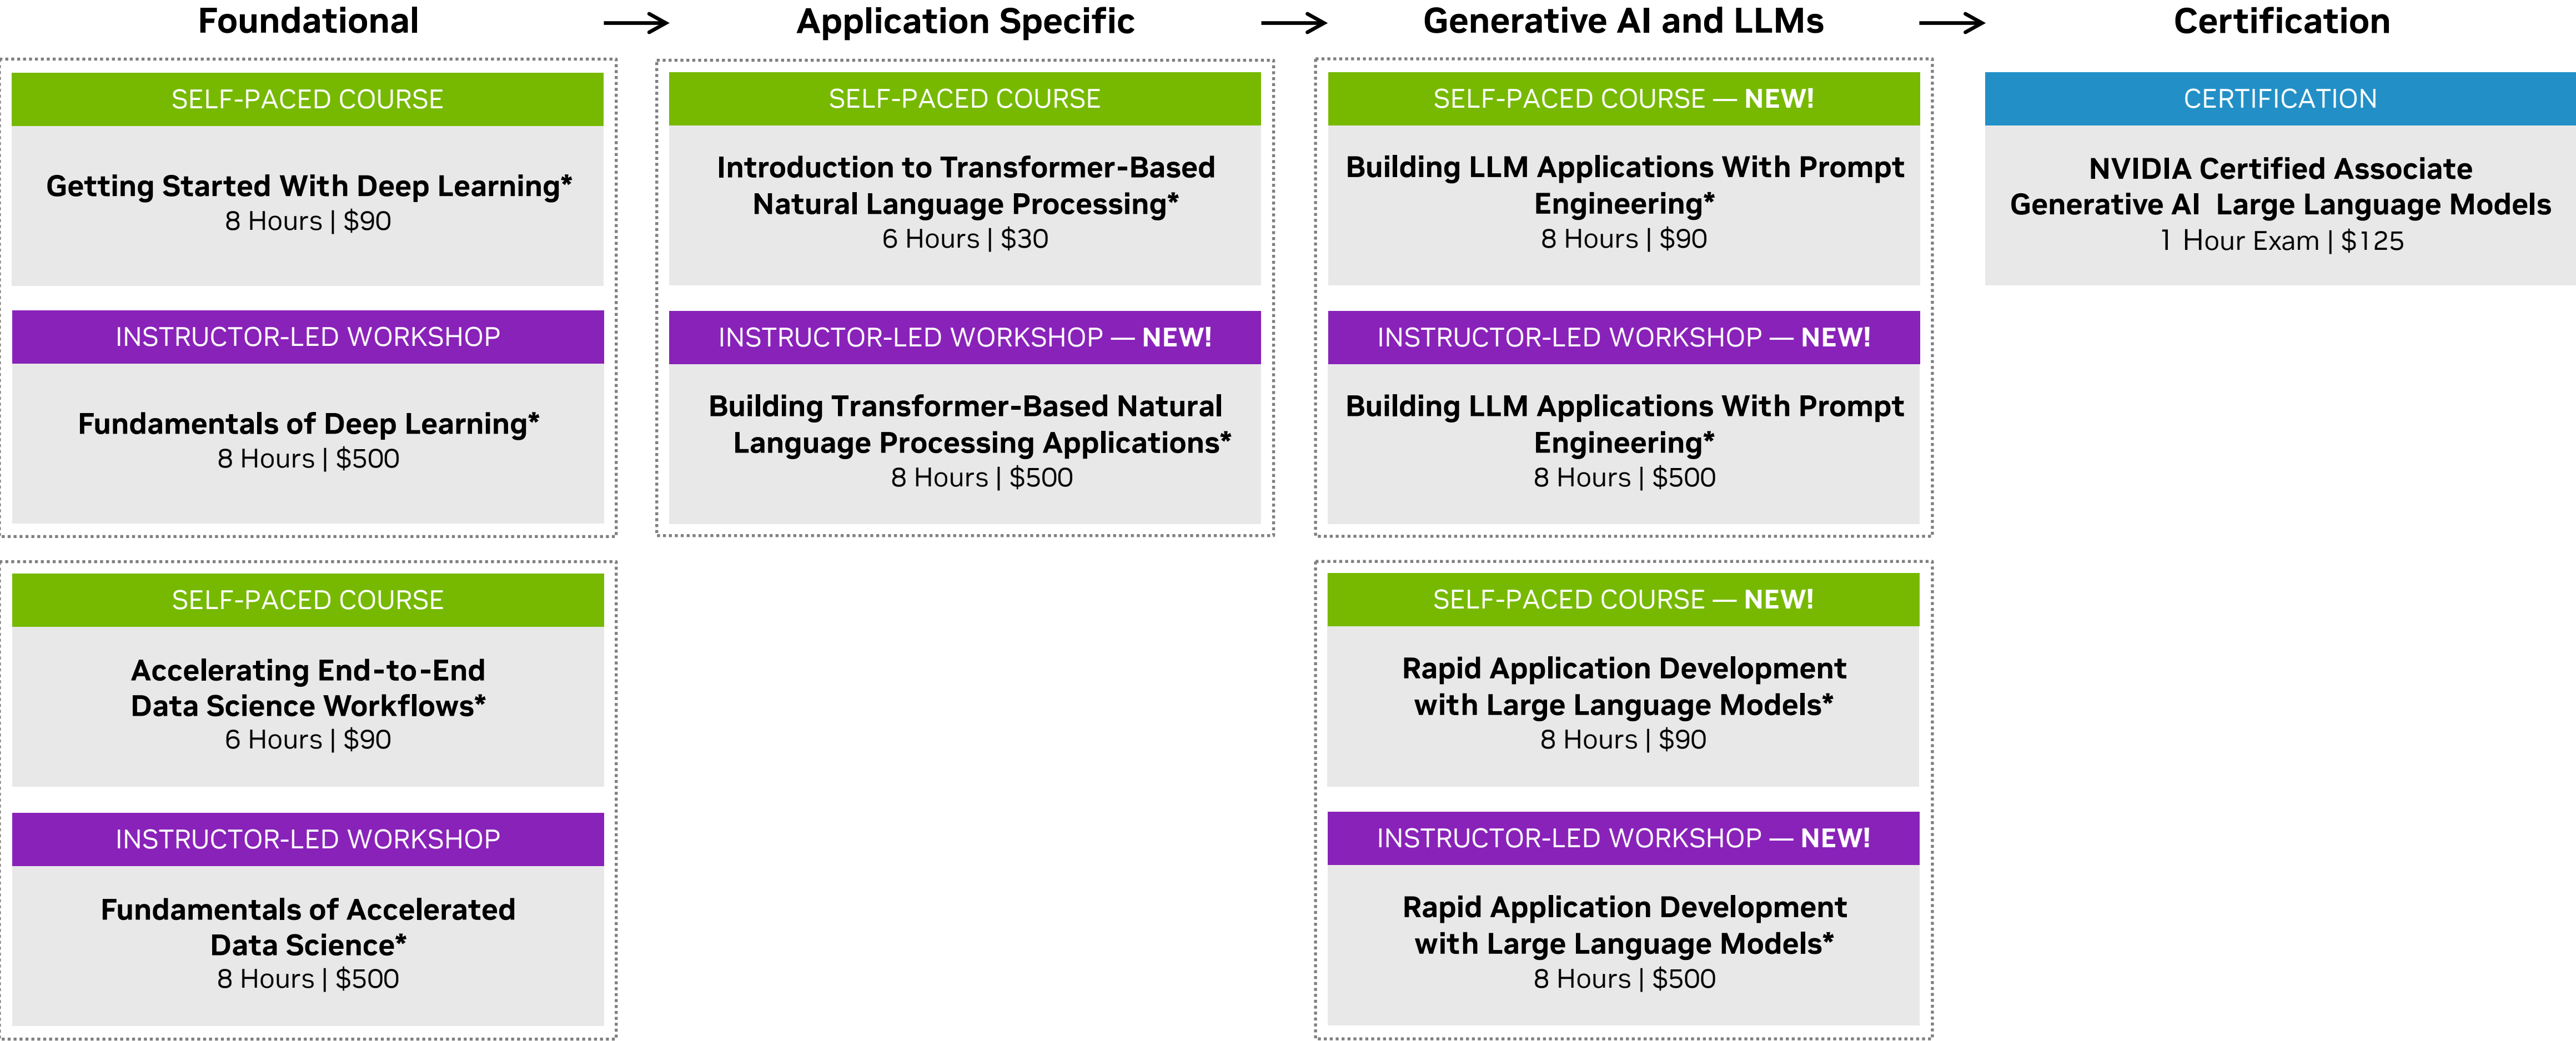 Foundational
Application Specific
Generative AI and LLMs
Certification
SELF-PACED COURSE
Getting Started With Deep Learning*
8 Hours | $90
INSTRUCTOR-LED WORKSHOP
Fundamentals of Deep Learning*
8 Hours | $500
SELF-PACED COURSE
Accelerating End-to-End
Data Science Workflows*
6 Hours | $90
INSTRUCTOR-LED WORKSHOP
Fundamentals of Accelerated
Data Science*
8 Hours | $500
SELF-PACED COURSE
Introduction to Transformer-Based
Natural Language Processing*
6 Hours | $30
INSTRUCTOR-LED WORKSHOP — NEW!
Building Transformer-Based Natural
Language Processing Applications*
8 Hours | $500
SELF-PACED COURSE — NEW!
Building LLM Applications With Prompt
Engineering*
8 Hours | $90
INSTRUCTOR-LED WORKSHOP — NEW!
Building LLM Applications With Prompt
Engineering*
8 Hours | $500
SELF-PACED COURSE — NEW!
Rapid Application Development
with Large Language Models*
8 Hours | $90
INSTRUCTOR-LED WORKSHOP — NEW!
Rapid Application Development
with Large Language Models*
8 Hours | $500
CERTIFICATION
NVIDIA Certified Associate
Generative AI Large Language Models
1 Hour Exam | $125